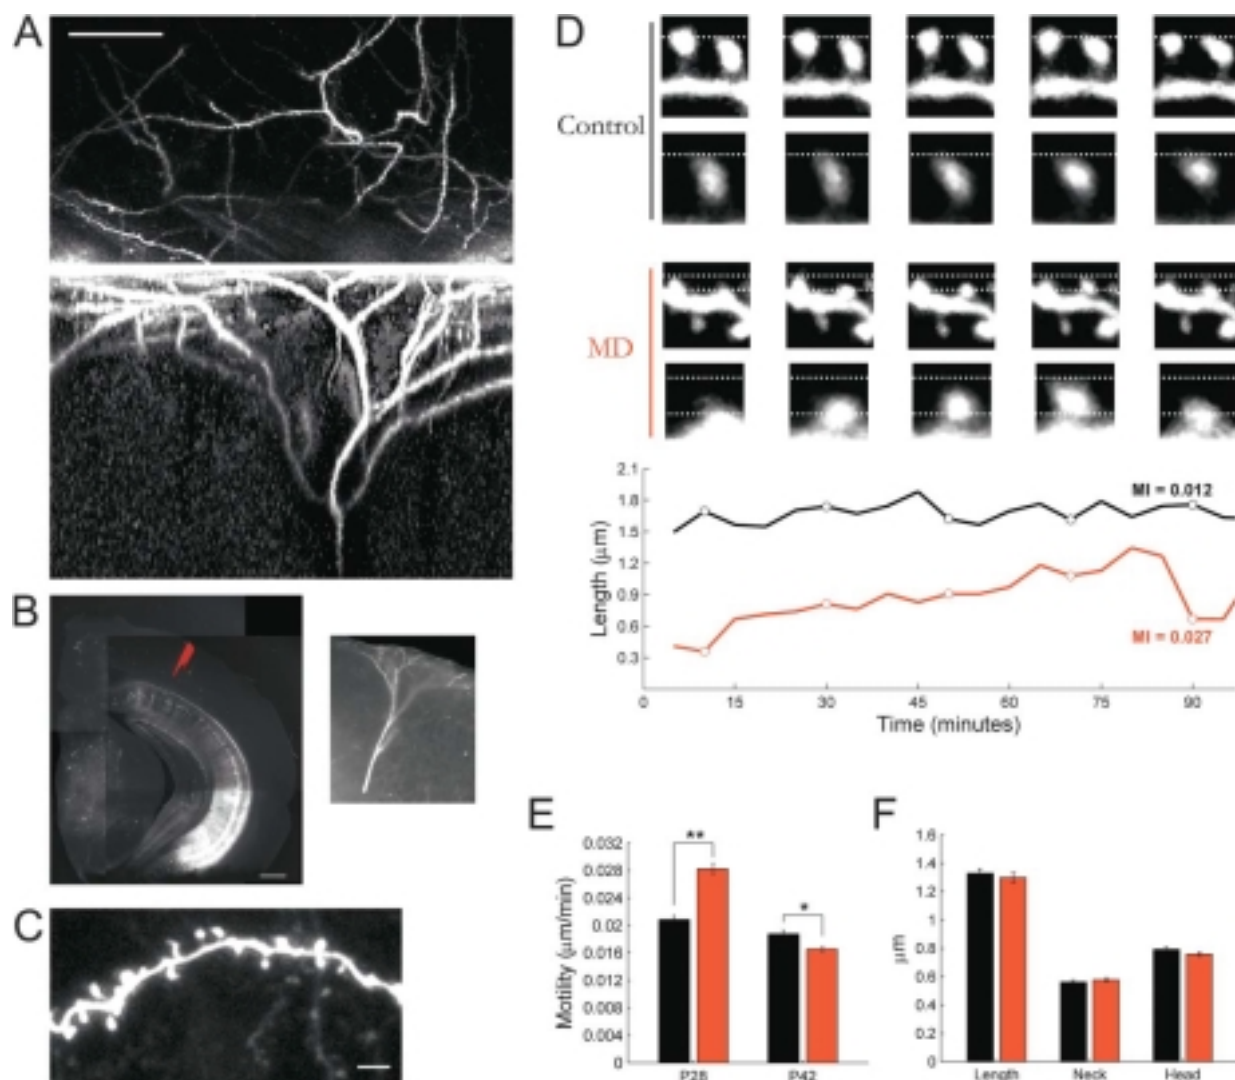 A
D
Control
MD
2.1
1.8
1.5
1.2
0.9
0.6
0.3
Length (μm)
MI = 0.012
MI = 0.027
0 15 30 45 60 75 90
Time (minutes)
B
C
E
0.032
0.028
0.024
0.02
0.016
0.012
0.008
0.004
0
Motility (μm/min)
**
*
P28 P42
F
1.6
1.4
1.2
1
0.8
0.6
0.4
0.2
0
μm
Length Neck Head